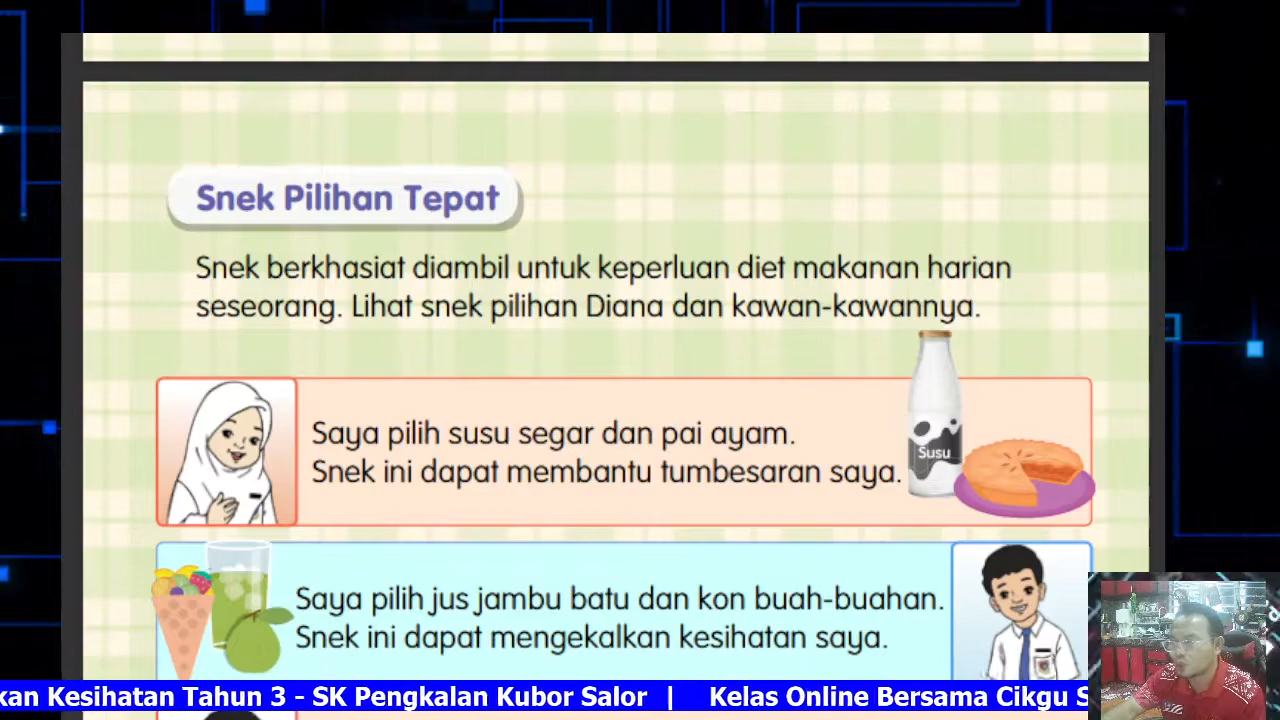 Snek Pilihan Tepat
Snek berkhasiat diambil untuk keperluan diet makanan harian
seseorang. Lihat snek pilihan Diana dan kawan-kawannya.
Saya pilih susu segar dan pai ayam.
Snek ini dapat membantu tumbesaran saya.
Susu
Saya pilih jus jambu batu dan kon buah-buahan.
Snek ini dapat mengekalkan kesihatan saya.
kan Kesihatan Tahun 3 - SK Pengkalan Kubor Salor | Kelas Online Bersama Cikgu S